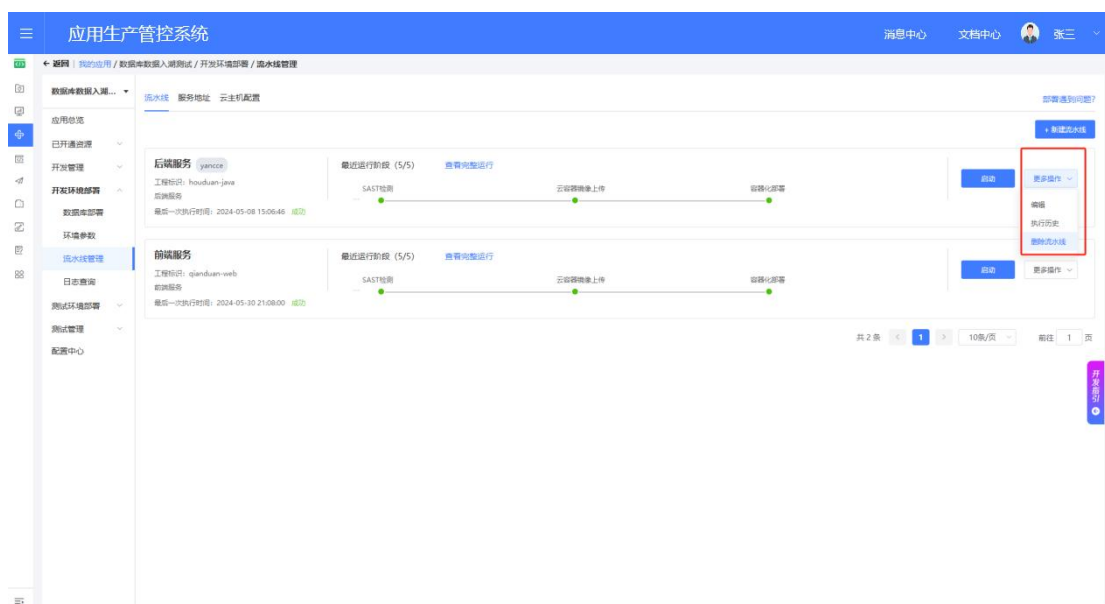 应用生产管控系统
消息中心 文档中心 张三
返回 | 我的应用 / 数据库数据入湖测试 / 开发环境部署 / 流水线管理
数据库数据入湖...
流水线 服务地址 云主机配置
部署遇到问题?
+ 新建流水线
应用总览
已开通资源
开发管理
开发环境部署
数据库部署
环境参数
流水线管理
日志查询
测试环境部署
测试管理
配置中心
后端服务 yancce
工程标识: houduan-java
后端服务
最后一次执行时间: 2024-05-08 15:06:46 成功
最近运行阶段 (5/5) 查看完整运行
SAST检测 云容器镜像上传 容器化部署
启动 更多操作
编辑
执行历史
删除流水线
前端服务
工程标识: qianduan-web
前端服务
最后一次执行时间: 2024-05-30 21:08:00 成功
最近运行阶段 (5/5) 查看完整运行
SAST检测 云容器镜像上传 容器化部署
启动 更多操作
共 2 条 < 1 > 10条/页 前往 1 页
开发指引